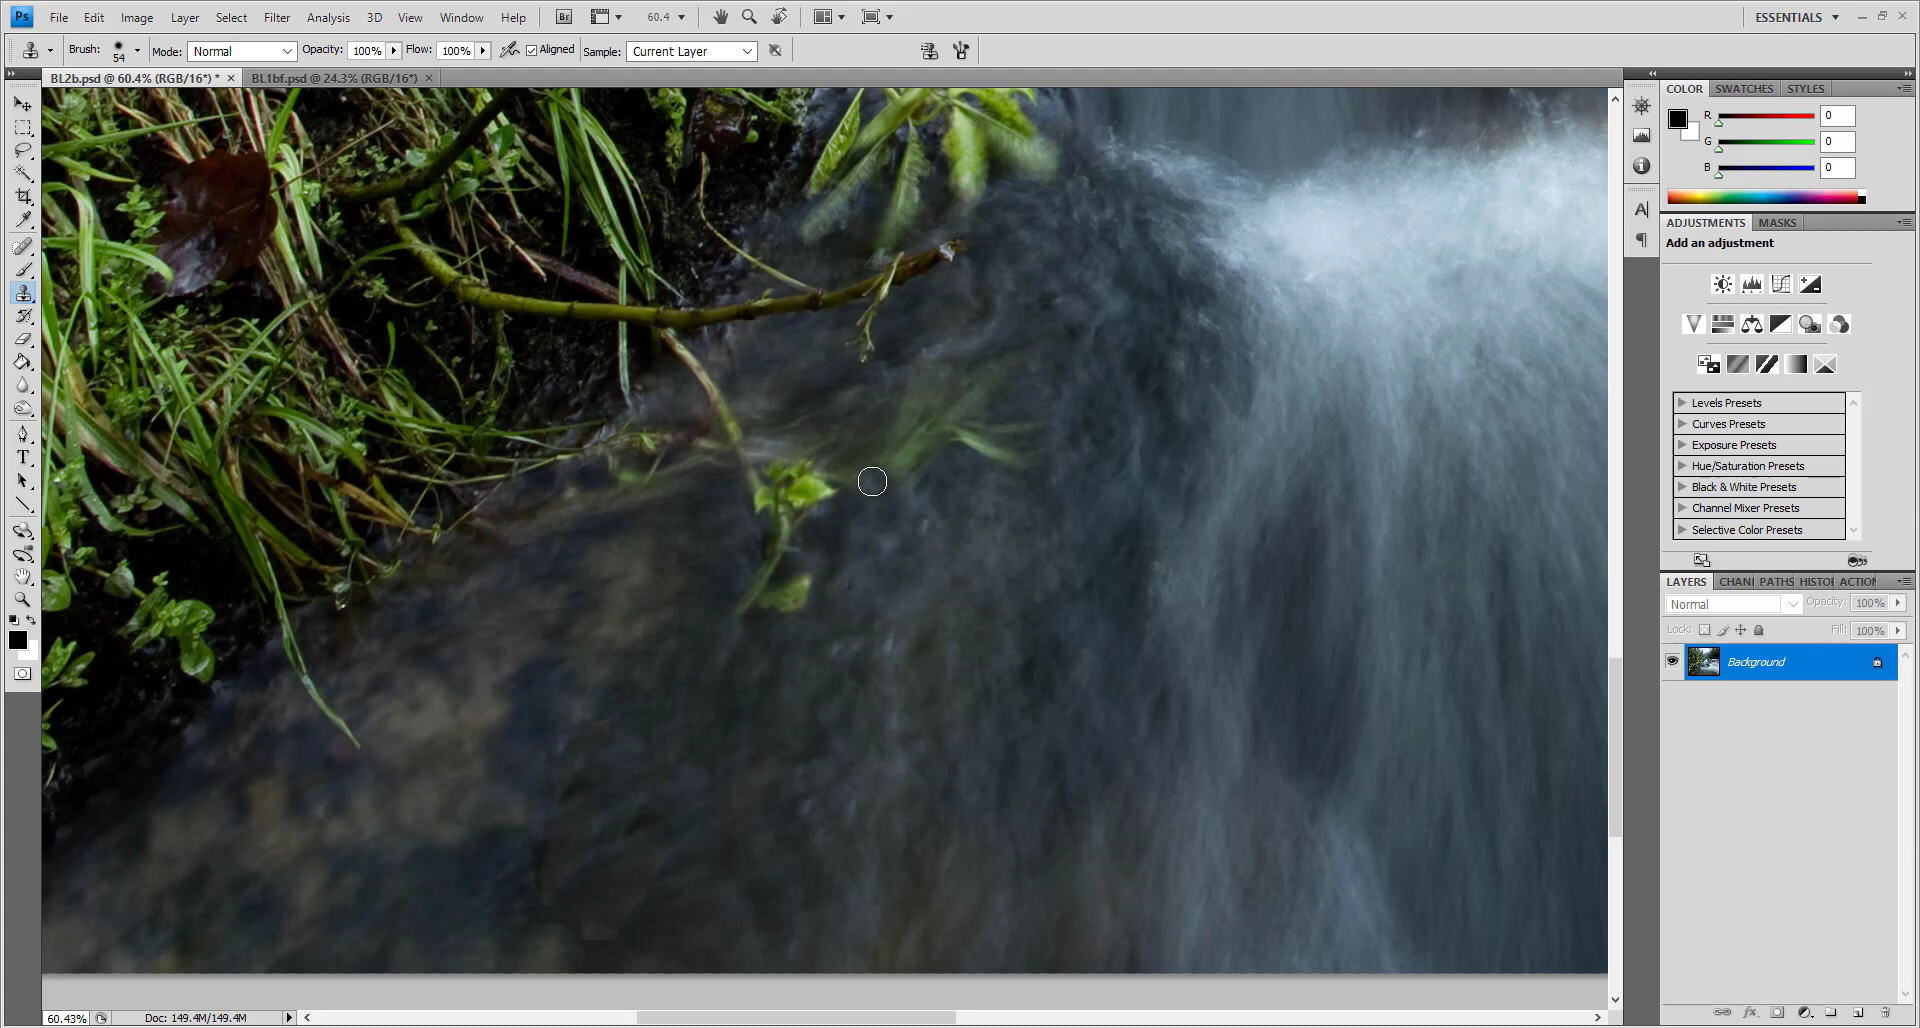 Ps File Edit Image Layer Select Filter Analysis 3D View Window Help Br 60.4 ESSENTIALS
Brush: 54 Mode: Normal Opacity: 100% Flow: 100% Aligned Sample: Current Layer
BL2b.psd @ 60.4% (RGB/16*) * BL1bf.psd @ 24.3% (RGB/16*)
COLOR SWATCHES STYLES
R 0
G 0
B 0
ADJUSTMENTS MASKS
Add an adjustment
Levels Presets
Curves Presets
Exposure Presets
Hue/Saturation Presets
Black & White Presets
Channel Mixer Presets
Selective Color Presets
LAYERS CHANI PATHS HISTOI ACTION
Normal Opacity: 100%
Lock: Fill: 100%
Background
60.43% Doc: 149.4M/149.4M